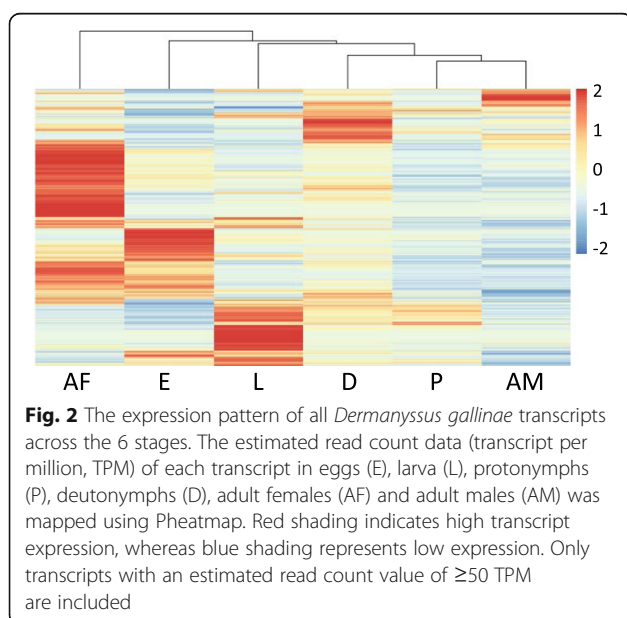 2
1
0
-1
-2
AF E L D P AM
Fig. 2 The expression pattern of all Dermanyssus gallinae transcripts
across the 6 stages. The estimated read count data (transcript per
million, TPM) of each transcript in eggs (E), larva (L), protonymphs
(P), deutonymphs (D), adult females (AF) and adult males (AM) was
mapped using Pheatmap. Red shading indicates high transcript
expression, whereas blue shading represents low expression. Only
transcripts with an estimated read count value of ≥50 TPM
are included